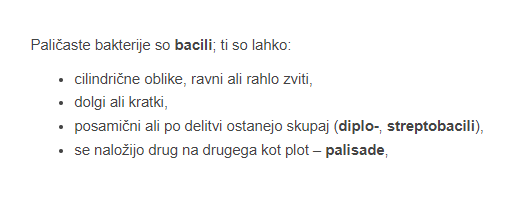 Paličaste bakterije so bacili; ti so lahko:
• cilindrične oblike, ravni ali rahlo zviti,
• dolgi ali kratki,
• posamični ali po delitvi ostanejo skupaj (diplo-, streptobacili),
• se naložijo drug na drugega kot plot – palisade,